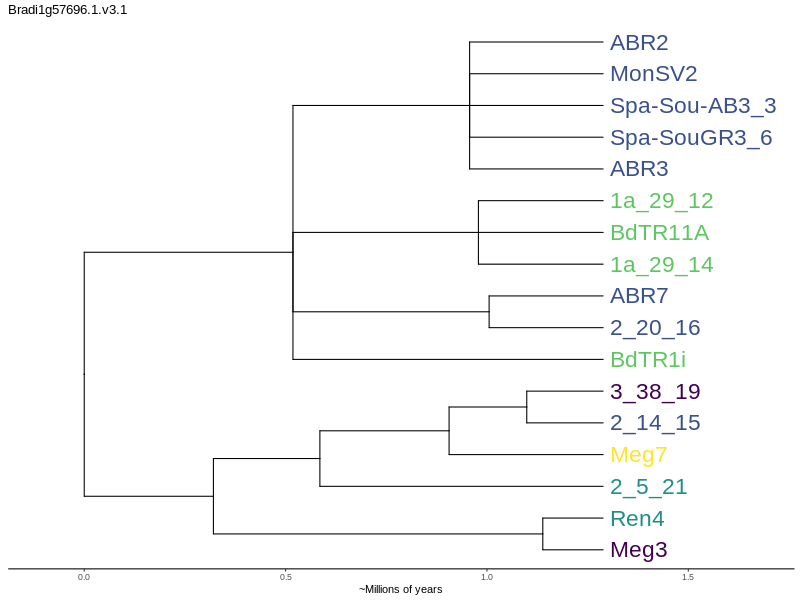 Bradi1g57696.1.v3.1
ABR2
MonSV2
Spa-Sou-AB3_3
Spa-SouGR3_6
ABR3
1a_29_12
BdTR11A
1a_29_14
ABR7
2_20_16
BdTR1i
3_38_19
2_14_15
Meg7
2_5_21
Ren4
Meg3
0.0 0.5 1.0 1.5
~Millions of years